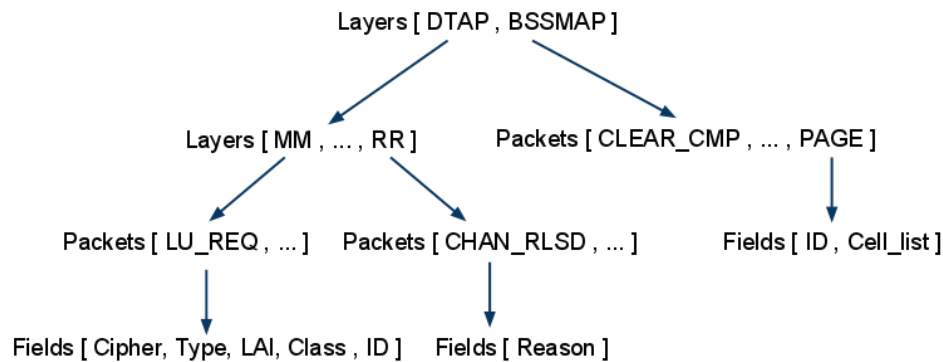 Layers [ DTAP , BSSMAP ]
Layers [ MM , ... , RR ]
Packets [ CLEAR_CMP , ... , PAGE ]
Packets [ LU_REQ , ... ]
Packets [ CHAN_RLSD , ... ]
Fields [ ID , Cell_list ]
Fields [ Cipher, Type, LAI, Class , ID ]
Fields [ Reason ]